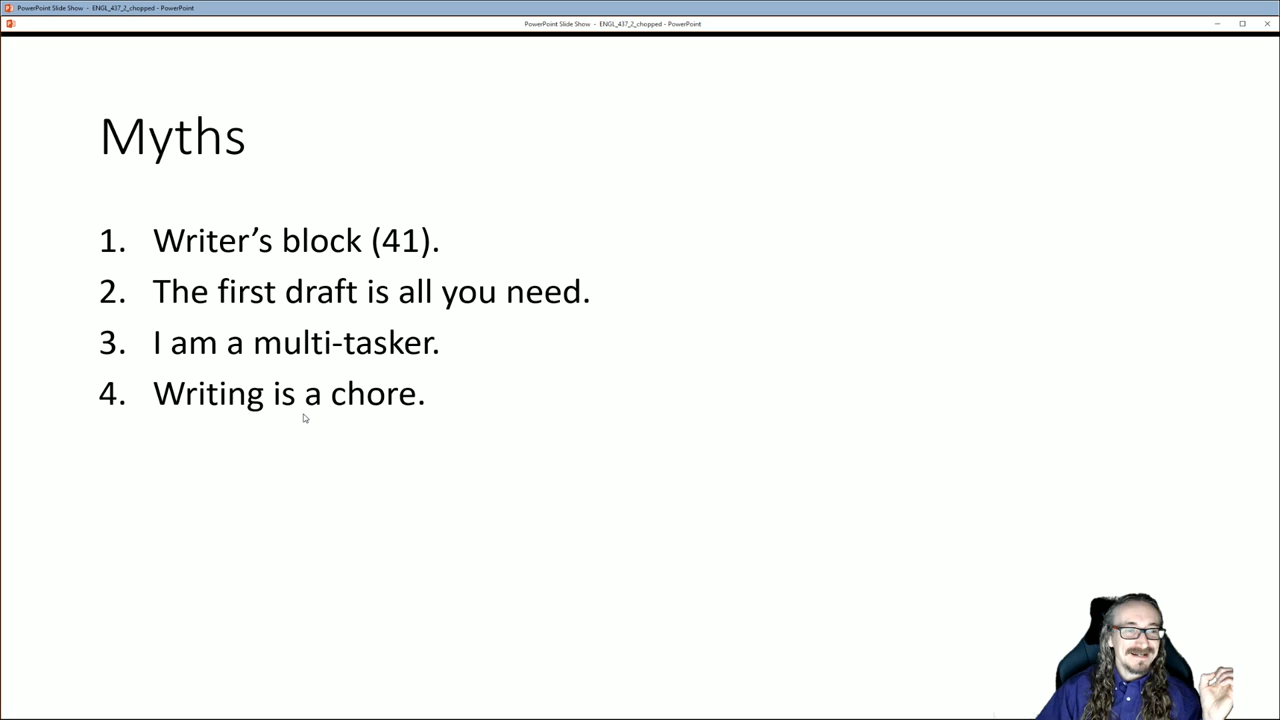 PowerPoint Slide Show - ENGL_437_2_chopped - PowerPoint
PowerPoint Slide Show - ENGL_437_2_chopped - PowerPoint
Myths
1. Writer’s block (41).
2. The first draft is all you need.
3. I am a multi-tasker.
4. Writing is a chore.